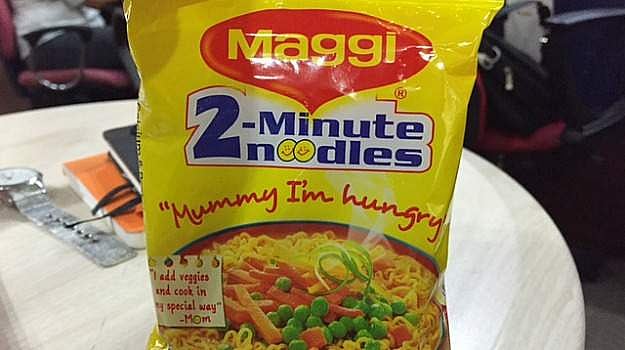 Maggi
®
2-Minute
noodles
"Mummy I'm hungry
"I add veggies
and cook in
my special way"
-Mom